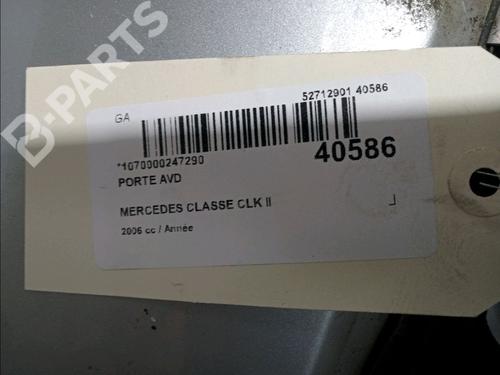 B-PARTS
GA
52712901 40586
*1070000247290
40586
PORTE AVD
MERCEDES CLASSE CLK II
2006 cc / Année